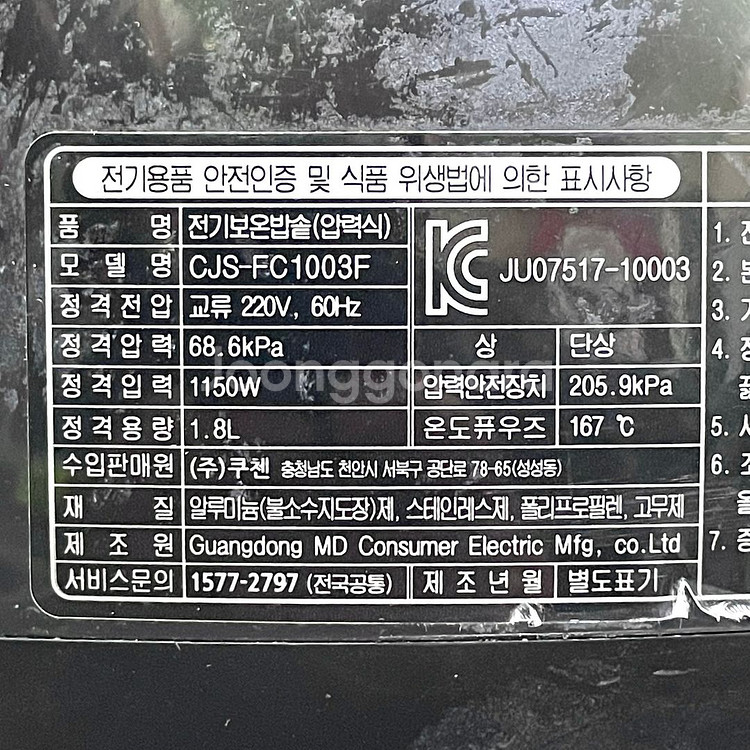 전기용품 안전인증 및 식품 위생법에 의한 표시사항
품 명 전기보온밥솥(압력식)
모 델 명 CJS-FC1003F
정격전압 교류 220V, 60Hz
KC JU07517-10003
정격압력 68.6kPa 상 단상
정격입력 1150W 압력안전장치 205.9kPa
정격용량 1.8L 온도퓨우즈 167 ℃
수입판매원 (주)쿠첸 충청남도 천안시 서북구 공단로 78-65(성성동)
재 질 알루미늄(불소수지도장)제, 스테인레스제, 폴리프로필렌, 고무제
제 조 원 Guangdong MD Consumer Electric Mfg, co.Ltd
서비스문의 1577-2797 (전국공통) 제조년월 별도표기
1.
2.
3.
4.
5.
6.
7.